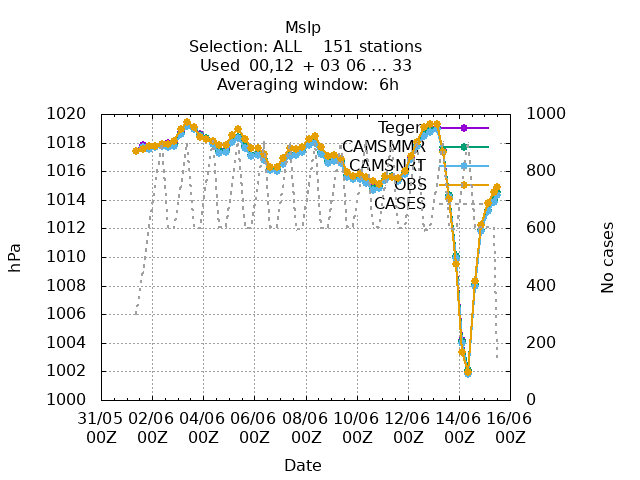 Mslp
Selection: ALL 151 stations
Used 00,12 + 03 06 ... 33
Averaging window: 6h
1020
1018
1016
1014
1012
1010
1008
1006
1004
1002
1000
hPa
1000
800
600
400
200
0
No cases
Tegen
CAMSMMR
CAMSNRT
OBS
CASES
31/05 02/06 04/06 06/06 08/06 10/06 12/06 14/06 16/06
00Z 00Z 00Z 00Z 00Z 00Z 00Z 00Z 00Z
Date